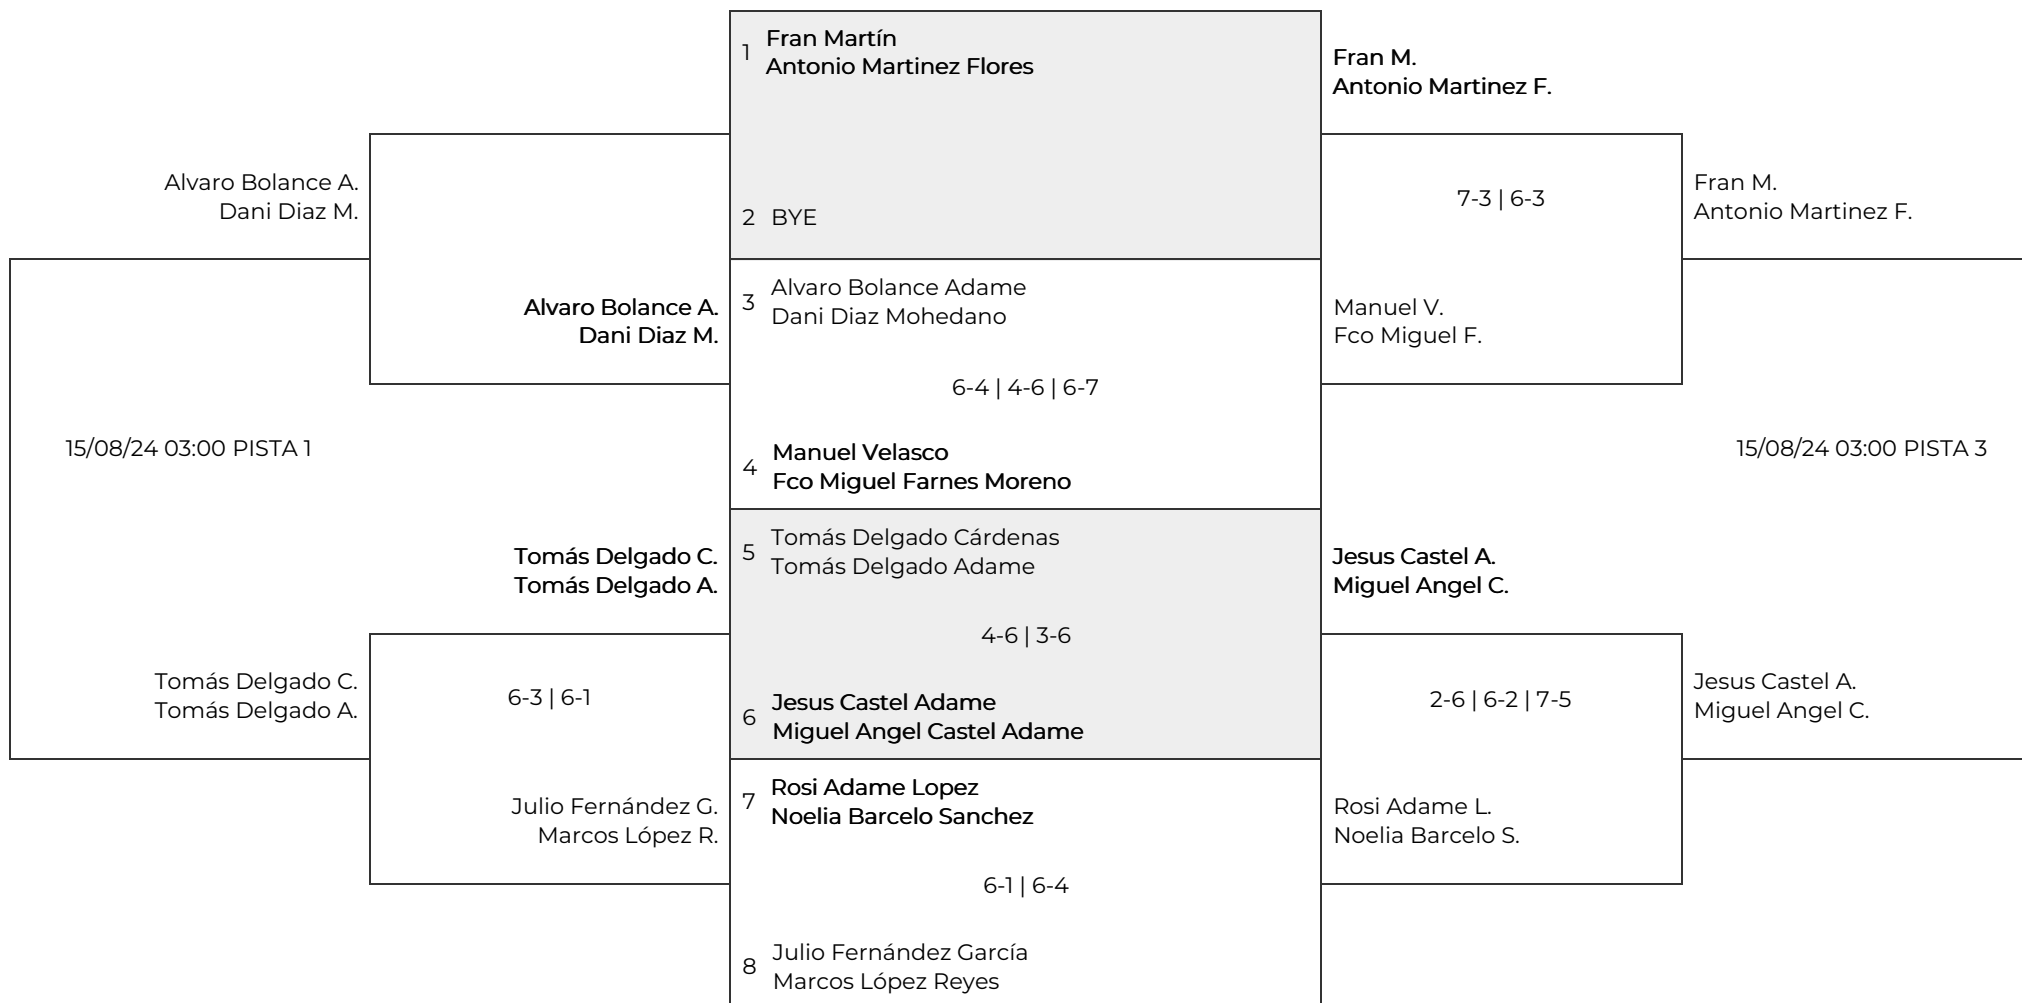 Alvaro Bolance A.
Dani Diaz M.
15/08/24 03:00 PISTA 1
Tomás Delgado C.
Tomás Delgado A.
Alvaro Bolance A.
Dani Diaz M.
Tomás Delgado C.
Tomás Delgado A.
6-3 | 6-1
Julio Fernández G.
Marcos López R.
1 Fran Martín
Antonio Martinez Flores
2 BYE
3 Alvaro Bolance Adame
Dani Diaz Mohedano
6-4 | 4-6 | 6-7
4 Manuel Velasco
Fco Miguel Farnes Moreno
5 Tomás Delgado Cárdenas
Tomás Delgado Adame
4-6 | 3-6
6 Jesus Castel Adame
Miguel Angel Castel Adame
7 Rosi Adame Lopez
Noelia Barcelo Sanchez
6-1 | 6-4
8 Julio Fernández García
Marcos López Reyes
Fran M.
Antonio Martinez F.
7-3 | 6-3
Manuel V.
Fco Miguel F.
Jesus Castel A.
Miguel Angel C.
2-6 | 6-2 | 7-5
Rosi Adame L.
Noelia Barcelo S.
Fran M.
Antonio Martinez F.
15/08/24 03:00 PISTA 3
Jesus Castel A.
Miguel Angel C.